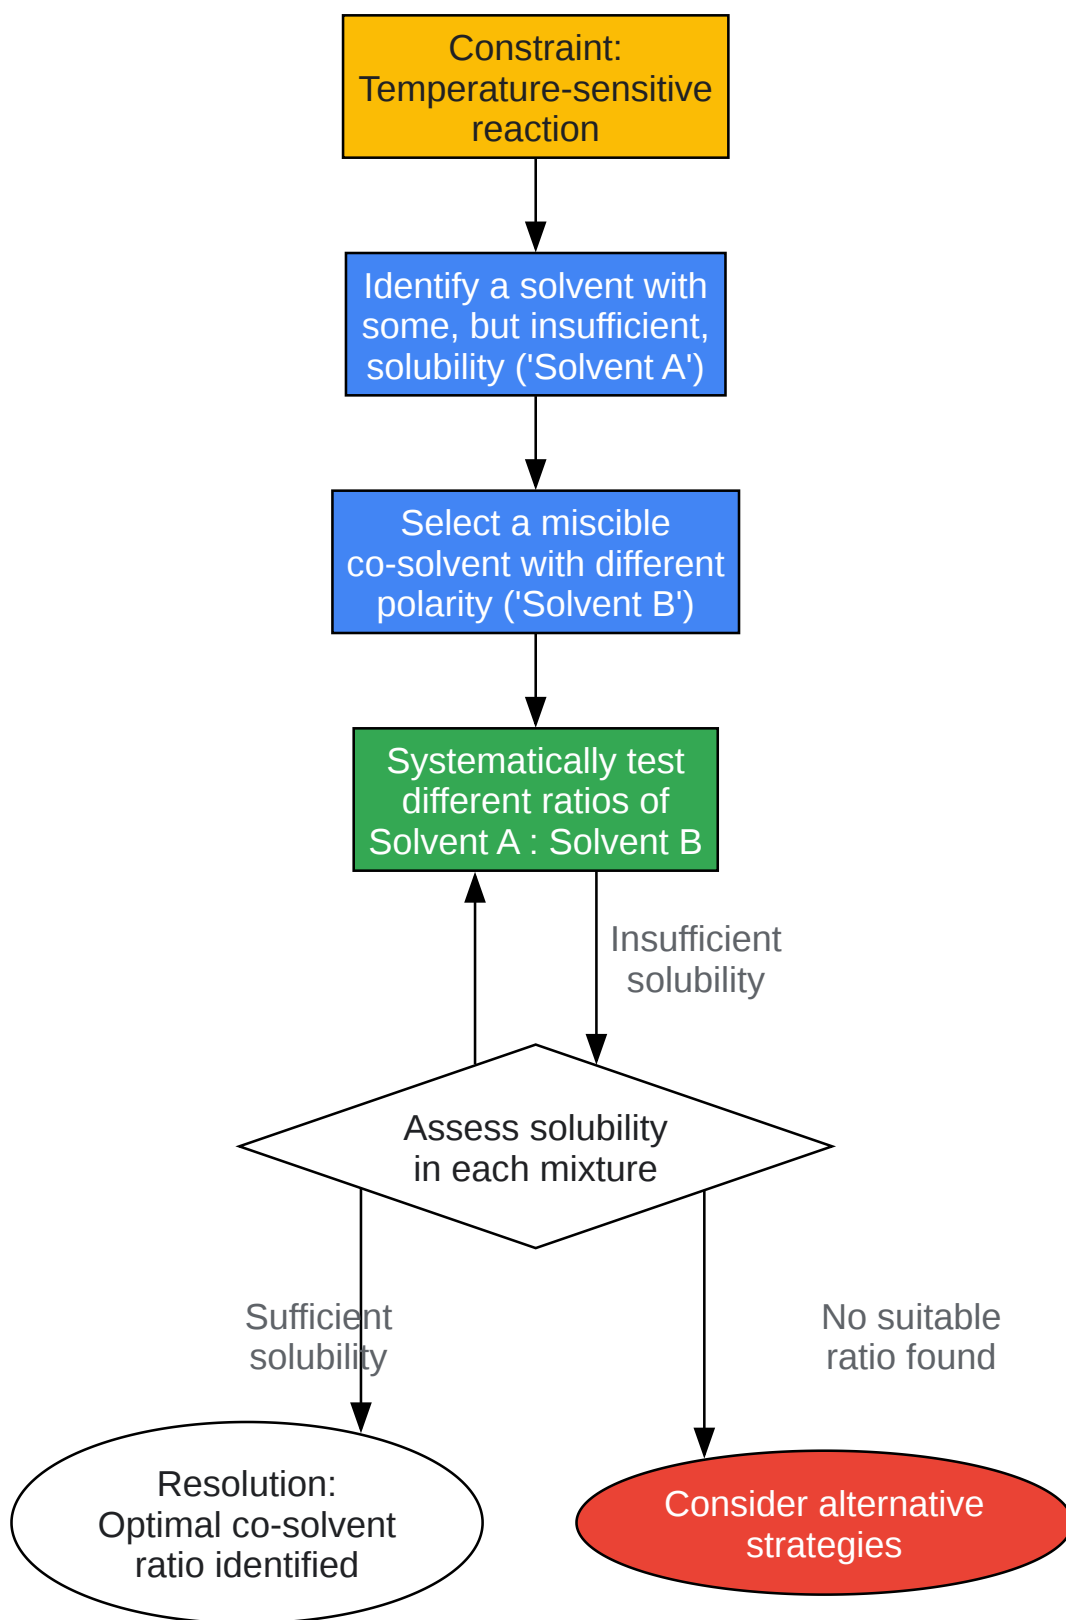 Constraint:
Temperature-sensitive
reaction
Identify a solvent with
some, but insufficient,
solubility ('Solvent A')
Select a miscible
co-solvent with different
polarity ('Solvent B')
Systematically test
different ratios of
Solvent A : Solvent B
Insufficient
solubility
Assess solubility
in each mixture
Sufficient
solubility
No suitable
ratio found
Resolution:
Optimal co-solvent
ratio identified
Consider alternative
strategies